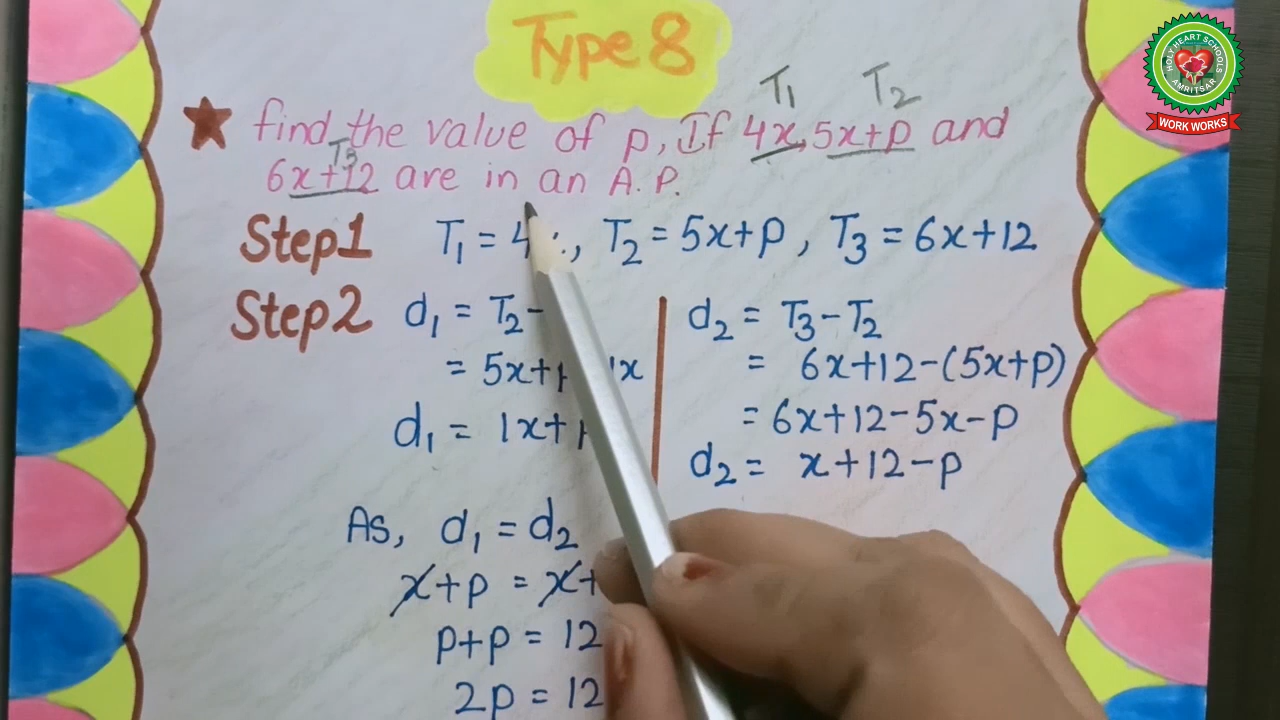 Type 8
T1 T2
★ find the value of p, If 4x, 5x+p and
T3
6x+12 are in an A.P.
Step1 T1 = 4x, T2 = 5x+p, T3 = 6x+12
Step2 d1 = T2 -
= 5x+ 1x
d1 = 1x+
d2 = T3 - T2
= 6x+12-(5x+p)
= 6x+12-5x-p
d2 = x+12-p
As, d1 = d2
x+p = x+
p+p = 12
2p = 12
HOLY HEART SCHOOLS
AMRITSAR
WORK WORKS